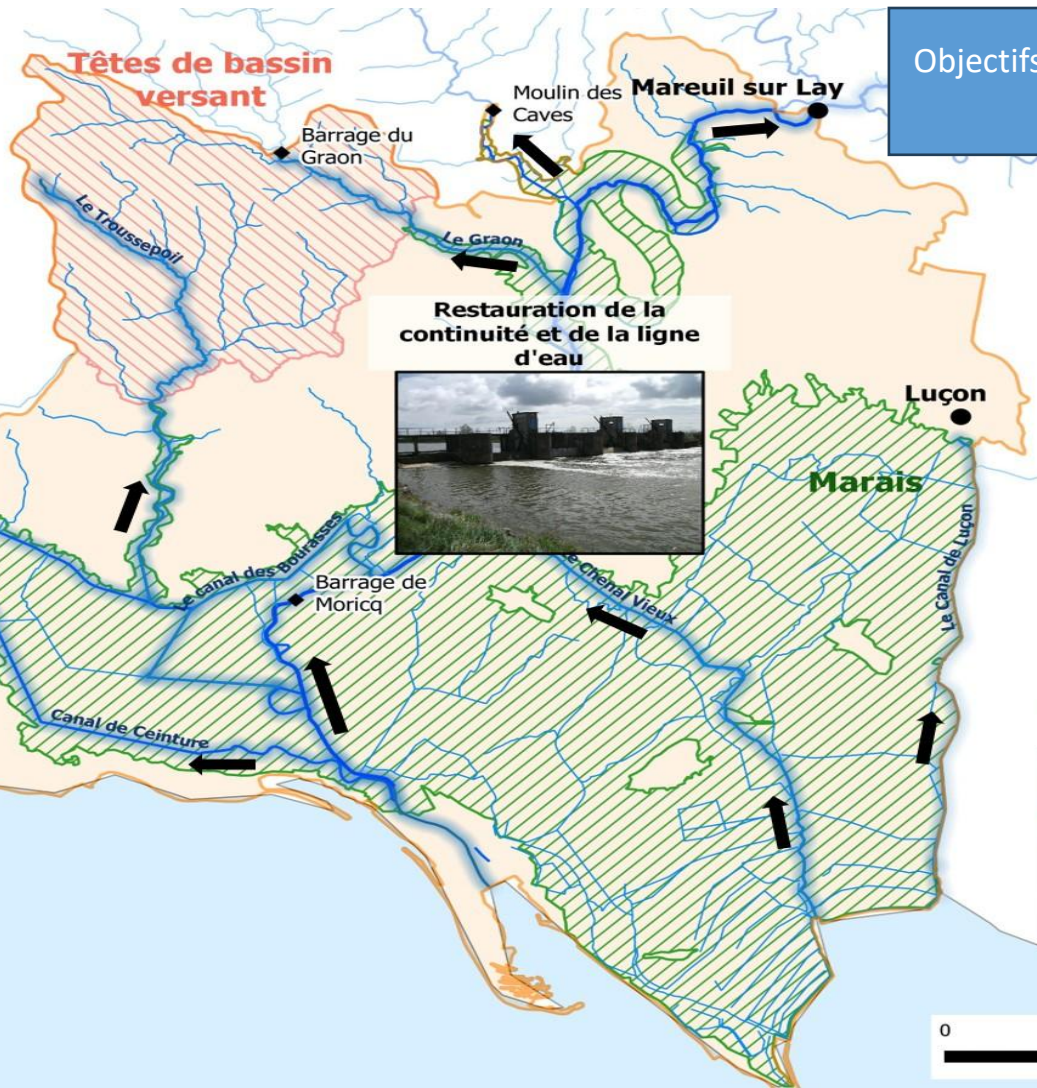 Objectifs
Têtes de bassin
versant
Moulin des
Caves
Mareuil sur Lay
Barrage du
Graon
Le Troussepoil
Le Graon
Restauration de la
continuité et de la ligne
d'eau
Luçon
Marais
Le Canal de Luçon
Le canal des Bourasses
Chenal Vieux
Barrage de
Moricq
Canal de Ceinture
0